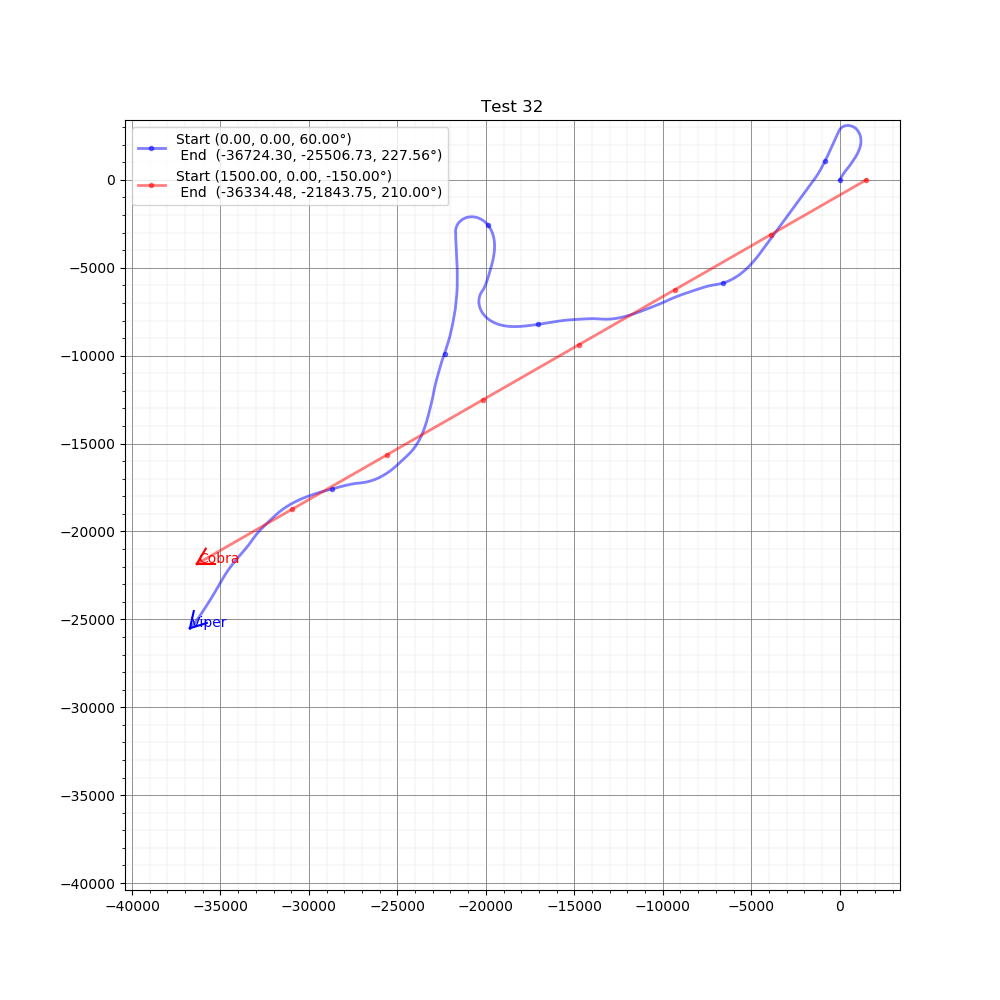 Test 32
Start (0.00, 0.00, 60.00°)
End (-36724.30, -25506.73, 227.56°)
Start (1500.00, 0.00, -150.00°)
End (-36334.48, -21843.75, 210.00°)
0
−5000
−10000
−15000
−20000
−25000
−30000
−35000
−40000
Cobra
Viper
−40000 −35000 −30000 −25000 −20000 −15000 −10000 −5000 0